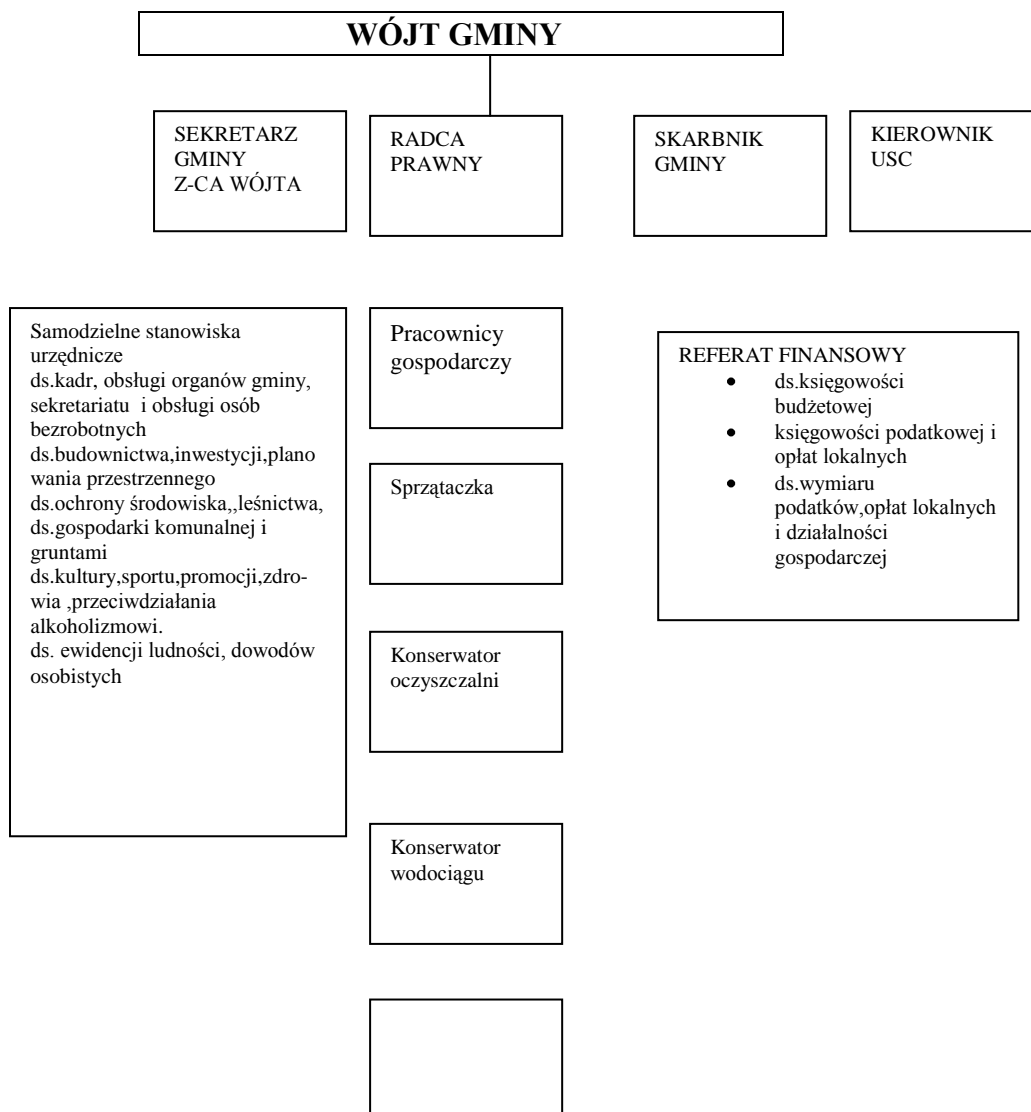 WÓJT GMINY
SEKRETARZ
GMINY
Z-CA WÓJTA
RADCA
PRAWNY
SKARBNIK
GMINY
KIEROWNIK
USC
Samodzielne stanowiska
urzędnicze
ds.kadr, obsługi organów gminy,
sekretariatu i obsługi osób
bezrobotnych
ds.budownictwa,inwestycji,plano
wania przestrzennego
ds.ochrony środowiska,,leśnictwa,
ds.gospodarki komunalnej i
gruntami
ds.kultury,sportu,promocji,zdro-
wia ,przeciwdziałania
alkoholizmowi.
ds. ewidencji ludności, dowodów
osobistych
Pracownicy
gospodarczy
Sprzątaczka
Konserwator
oczyszczalni
Konserwator
wodociągu
REFERAT FINANSOWY
• ds.księgowości
budżetowej
• księgowości podatkowej i
opłat lokalnych
• ds.wymiaru
podatków,opłat lokalnych
i działalności
gospodarczej